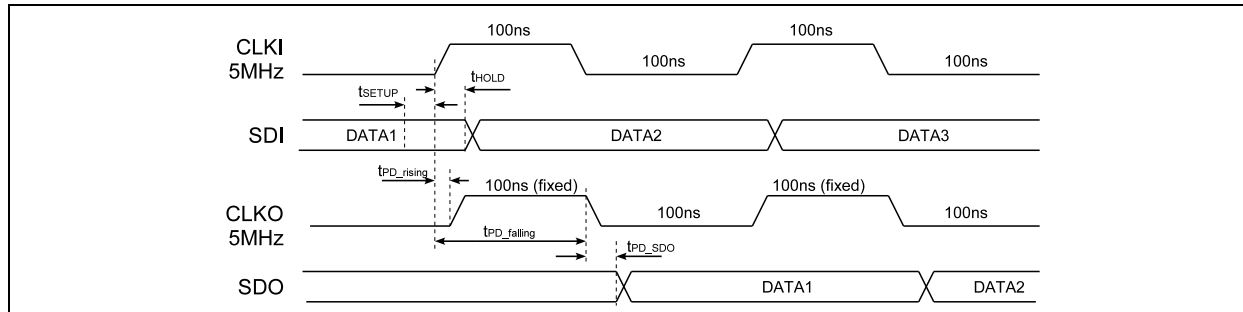 CLKI
5MHz
100ns
100ns
100ns
100ns
tSETUP
tHOLD
SDI
DATA1
DATA2
DATA3
tPD_rising
CLKO
5MHz
100ns (fixed)
100ns
100ns (fixed)
100ns
tPD_falling
tPD_SDO
SDO
DATA1
DATA2